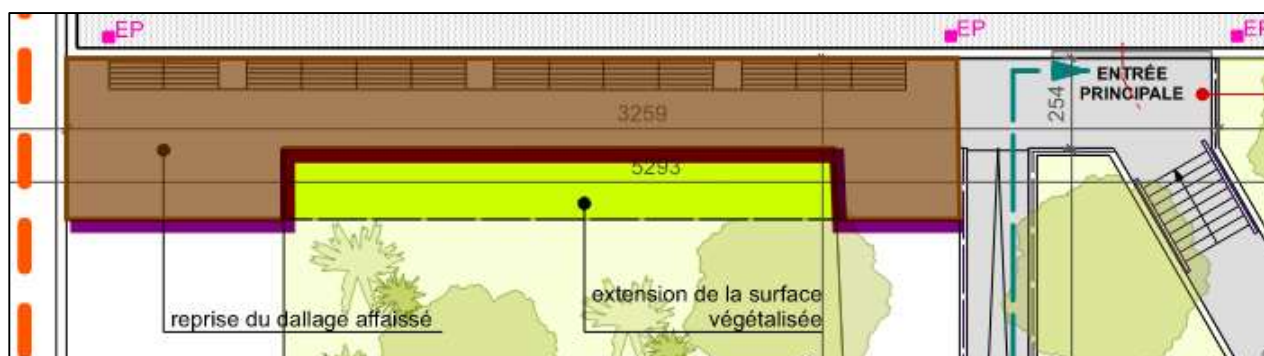 EP
EP
EP
ENTRÉE
PRINCIPALE
254
3259
5293
extension de la surface
végétalisée
reprise du dallage affaissé